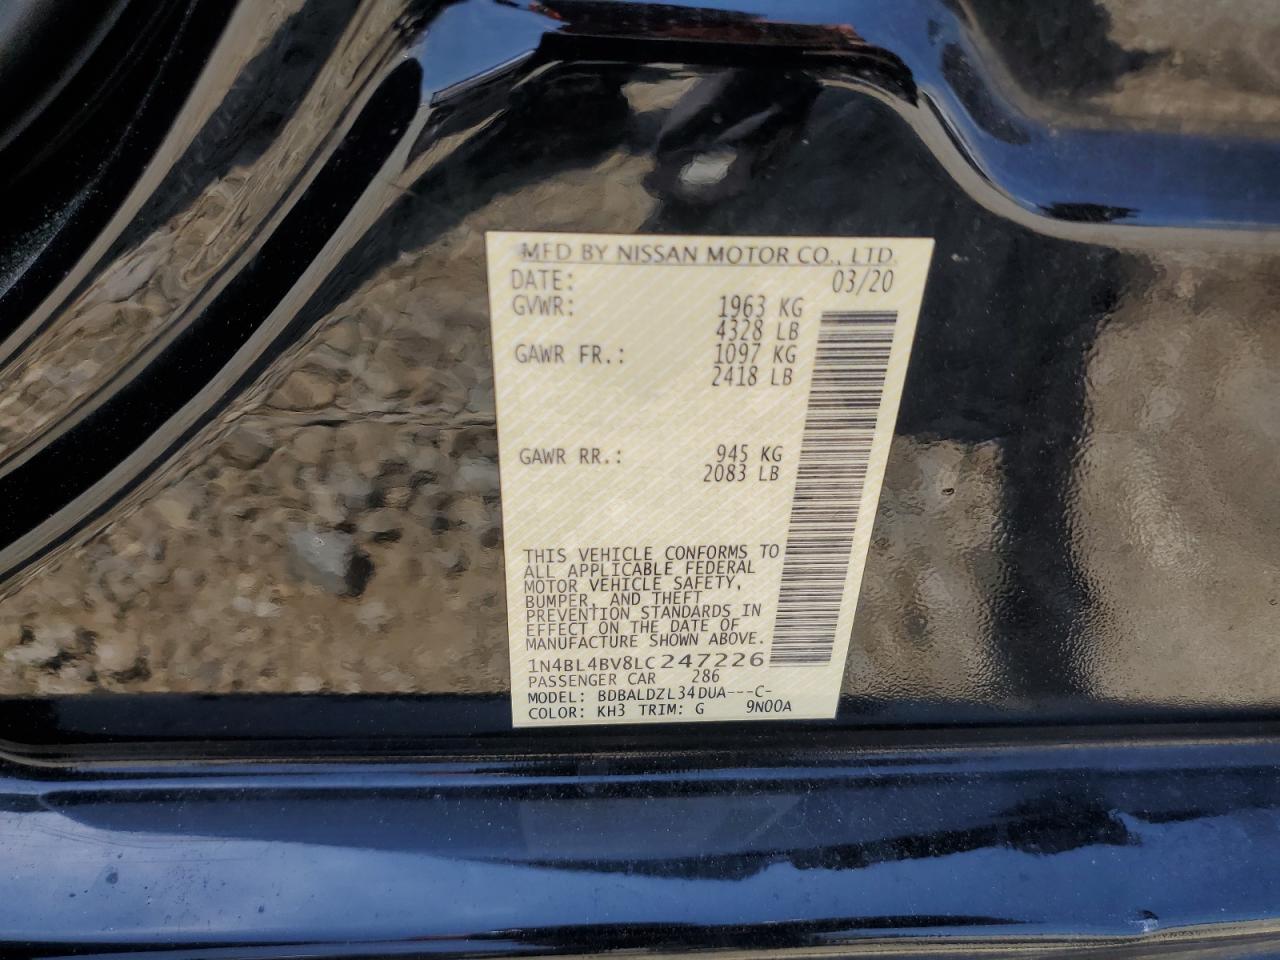 MFD BY NISSAN MOTOR CO., LTD.
DATE: 03/20
GVWR: 1963 KG
4328 LB
GAWR FR.: 1097 KG
2418 LB
GAWR RR.: 945 KG
2083 LB
THIS VEHICLE CONFORMS TO
ALL APPLICABLE FEDERAL
MOTOR VEHICLE SAFETY,
BUMPER, AND THEFT
PREVENTION STANDARDS IN
EFFECT ON THE DATE OF
MANUFACTURE SHOWN ABOVE.
1N4BL4BV8LC247226
PASSENGER CAR 286
MODEL: BDBALDZL34DUA---C-
COLOR: KH3 TRIM: G 9N00A